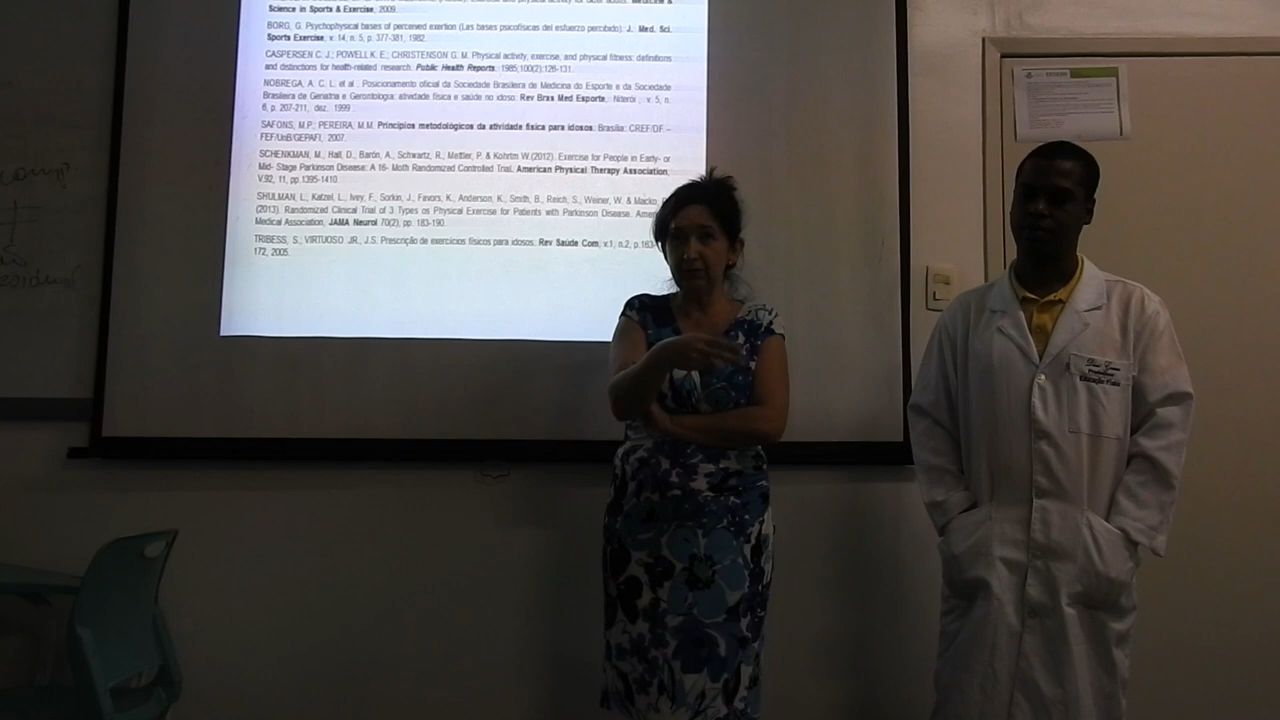 Science in Sports & Exercise, 2009.
BORG, G. Psychophysical bases of perceived exertion (Las bases psicofísicas del esfuerzo percibido). J. Med. Sci.
Sports Exercise, v. 14, n. 5, p. 377-381, 1982.
CASPERSEN C. J.; POWELL K. E.; CHRISTENSON G. M. Physical activity, exercise, and physical fitness: definitions
and distinctions for health-related research. Public Health Reports. 1985;100(2):126-131.
NOBREGA, A. C. L. et al . Posicionamento oficial da Sociedade Brasileira de Medicina do Esporte e da Sociedade
Brasileira de Geriatria e Gerontologia: atividade física e saúde no idoso. Rev Bras Med Esporte, Niterói , v. 5, n.
6, p. 207-211, dez. 1999 .
SAFONS, M.P.; PEREIRA, M.M. Princípios metodológicos da atividade física para idosos. Brasília: CREF/DF –
FEF/UnB/GEPAFI, 2007.
SCHENKMAN, M., Hall, D., Barón, A., Schwartz, R., Mettler, P. & Kohrtm W.(2012). Exercise for People in Early- or
Mid- Stage Parkinson Disease: A 16- Moth Randomized Controlled Trial. American Physical Therapy Association,
V.92, 11, pp.1395-1410.
SHULMAN, L., Katzel, L., Ivey, F., Sorkin, J., Favors, K., Anderson, K., Smith, B., Reich, S., Weiner, W. & Macko,
(2013). Randomized Clinical Trial of 3 Types os Physical Exercise for Patients with Parkinson Disease.
Medical Association, JAMA Neurol 70(2), pp. 183-190.
TRIBESS, S.; VIRTUOSO JR., J.S. Prescrição de exercícios físicos para idosos. Rev Saúde Com, v.1, n.2, p.163-
172, 2005.
Professor
Educação Física